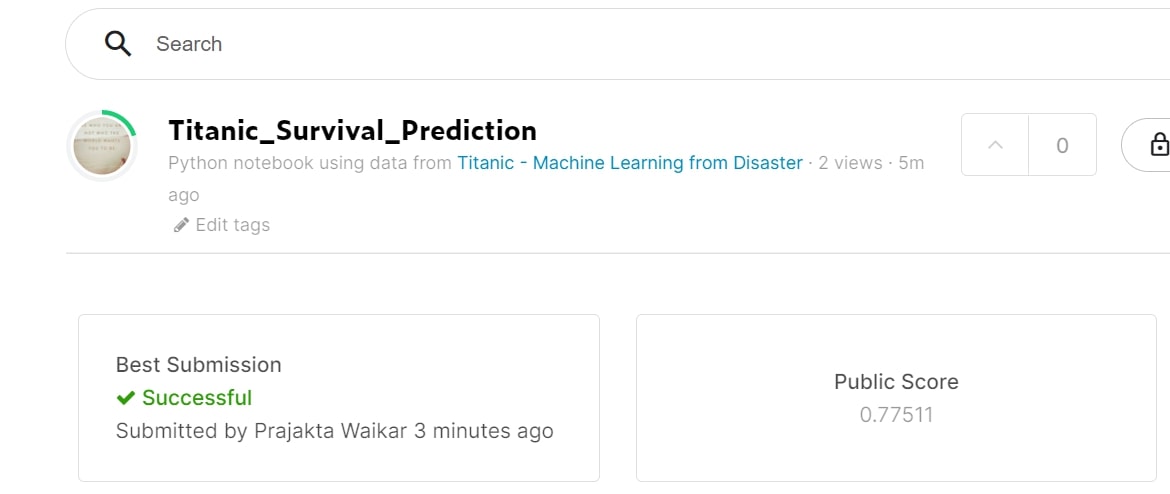 Search
Titanic_Survival_Prediction
Python notebook using data from Titanic - Machine Learning from Disaster · 2 views · 5m
ago
0
Edit tags
Best Submission
Successful
Submitted by Prajakta Waikar 3 minutes ago
Public Score
0.77511